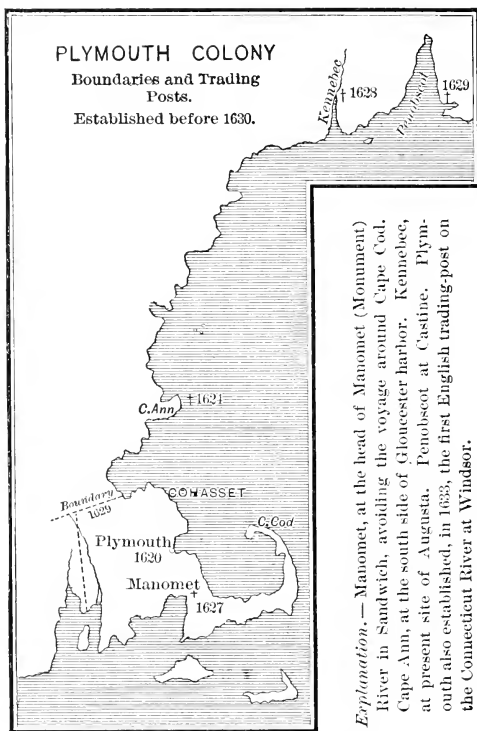 PLYMOUTH COLONY
Boundaries and Trading
Posts.
Established before 1630.
Kennebec
†1628
Penobscot
†1629
†1624
C.Ann
Boundary
1629
COHASSET
Plymouth
1620
C.Cod
Manomet
†1627
Explanation. — Manomet, at the head of Manomet (Monument)
River in Sandwich, avoiding the voyage around Cape Cod.
Cape Ann, at the south side of Gloucester harbor. Kennebec,
at present site of Augusta. Penobscot at Castine. Plym-
outh also established, in 1633, the first English trading-post on
the Connecticut River at Windsor.